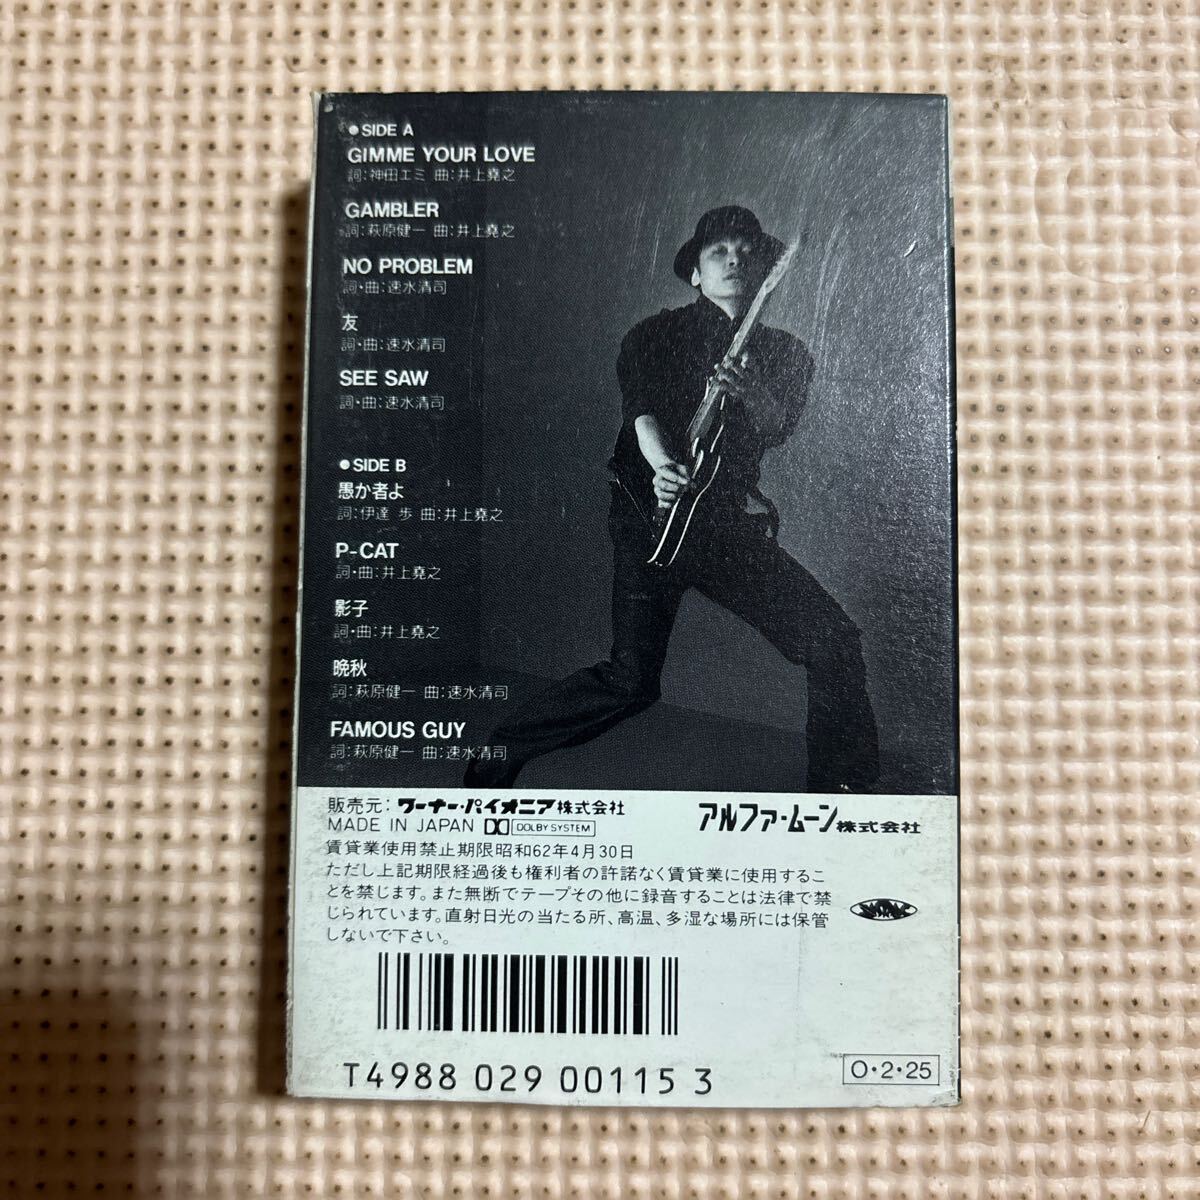 ●SIDE A
GIMME YOUR LOVE
詞:神田エミ 曲:井上堯之
GAMBLER
詞:萩原健一 曲:井上堯之
NO PROBLEM
詞・曲:速水清司
友
詞・曲:速水清司
SEE SAW
詞・曲:速水清司
●SIDE B
愚か者よ
詞:伊達 歩 曲:井上堯之
P-CAT
詞・曲:井上堯之
影子
詞・曲:井上堯之
晩秋
詞:萩原健一 曲:速水清司
FAMOUS GUY
詞:萩原健一 曲:速水清司
販売元:ワーナー・パイオニア株式会社
アルファ・ムーン株式会社
MADE IN JAPAN DOLBY SYSTEM
賃貸業使用禁止期限昭和62年4月30日
ただし上記期限経過後も権利者の許諾なく賃貸業に使用するこ
とを禁じます。また無断でテープその他に録音することは法律で禁
じられています。直射日光の当たる所、高温、多湿な場所には保管
しないで下さい。
MOON
T4988 029 00115 3
O・2・25